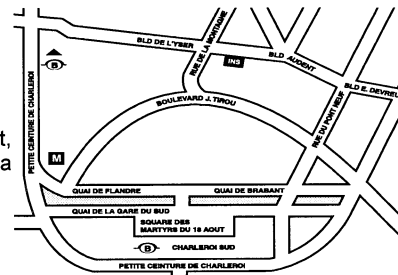 BLD DE L'YSER
RUE DE LA MONTAGNE
BLD AUDENT
INS
B
BLD E. DEVREU
PETITE CEINTURE DE CHARLEROI
BOULEVARD J. TIROU
RUE DU PONT NEUF
t,
a
M
QUAI DE FLANDRE
QUAI DE BRABANT
QUAI DE LA GARE DU SUD
SQUARE DES
MARTYRS DU 18 AOUT
B CHARLEROI SUD
PETITE CEINTURE DE CHARLEROI